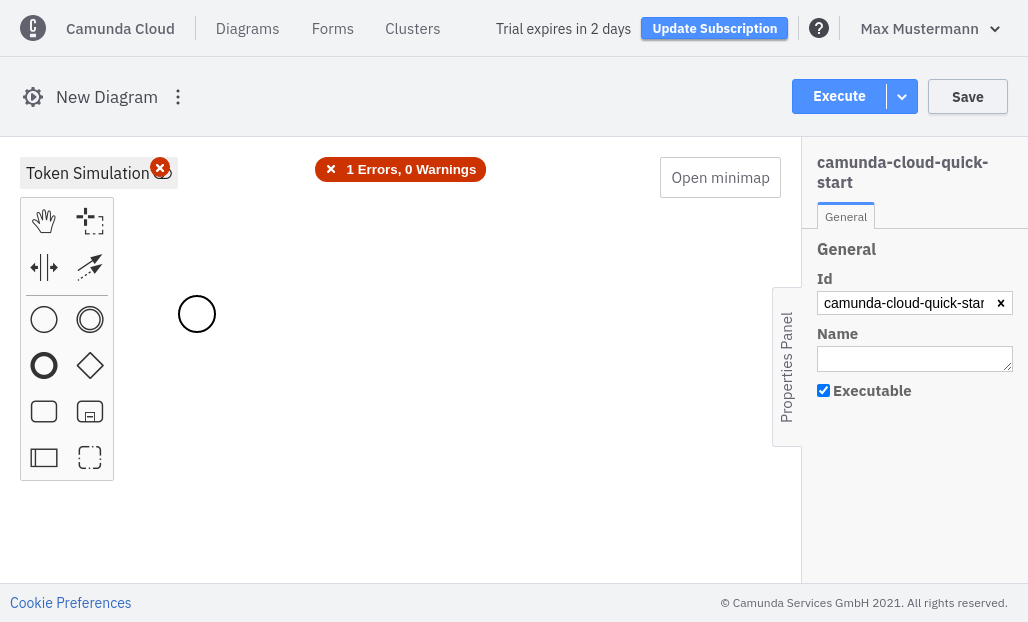 Camunda Cloud
Diagrams
Forms
Clusters
Trial expires in 2 days
Update Subscription
Max Mustermann
New Diagram
Execute
Save
Token Simulation
1 Errors, 0 Warnings
Open minimap
Properties Panel
camunda-cloud-quick-
start
General
General
Id
camunda-cloud-quick-star
Name
Executable
Cookie Preferences
© Camunda Services GmbH 2021. All rights reserved.